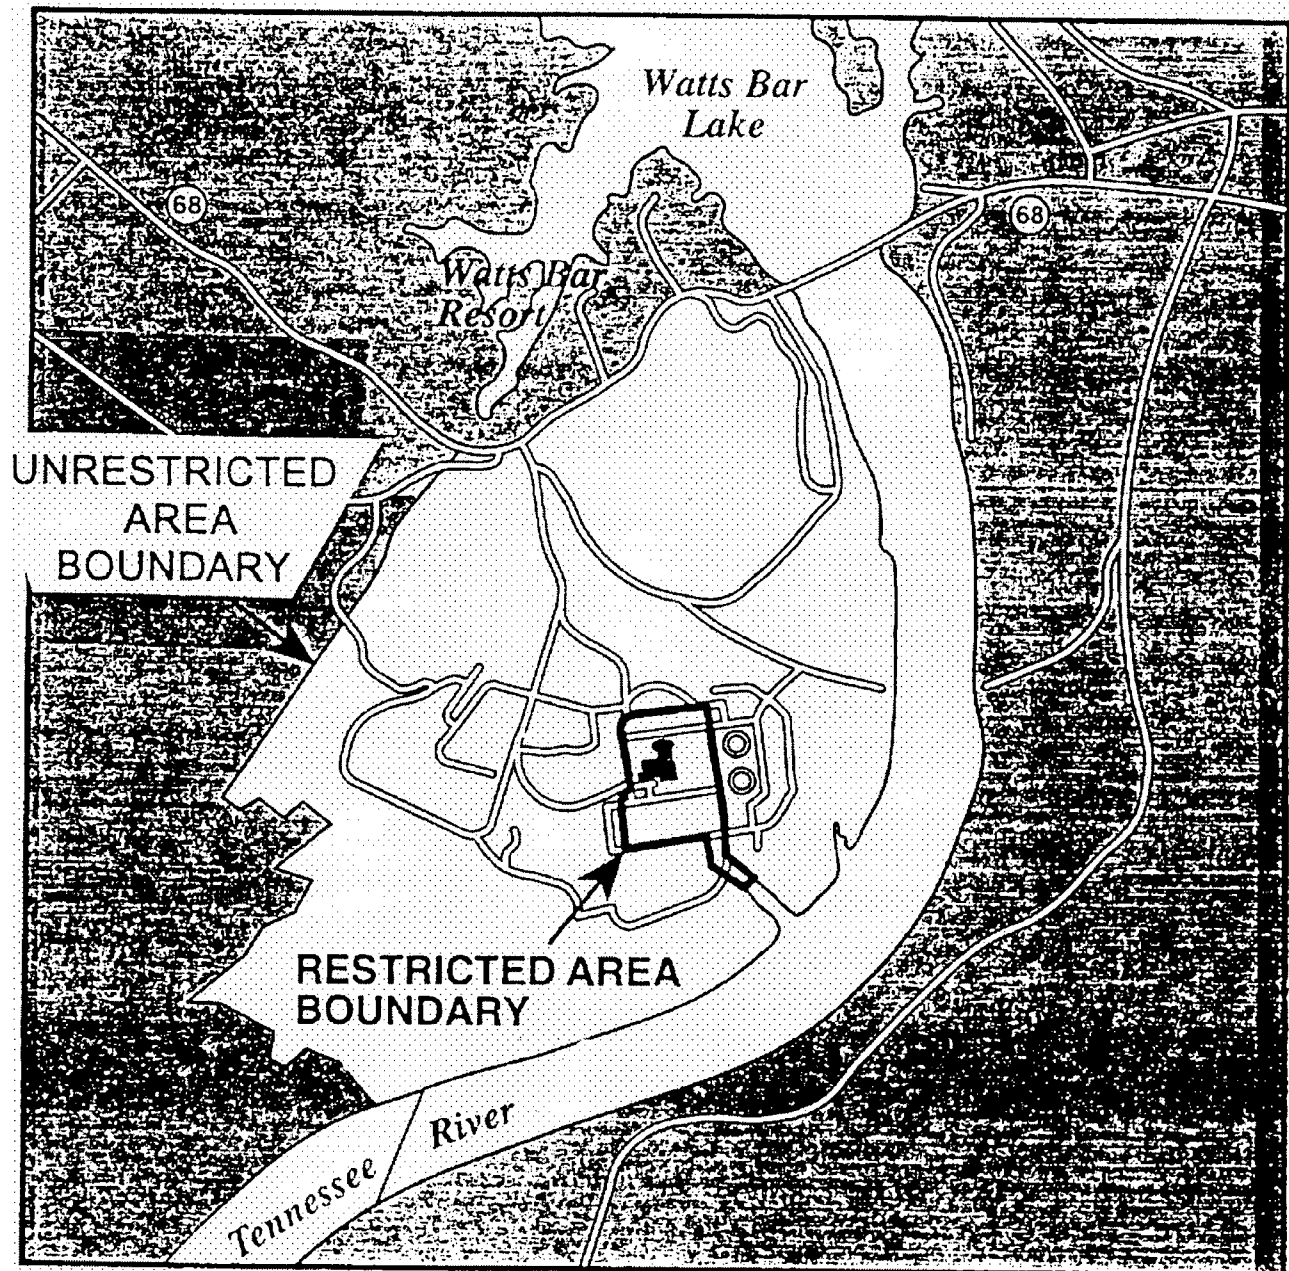 Watts Bar
Lake
68
68
Watts Bar
Resort
UNRESTRICTED
AREA
BOUNDARY
RESTRICTED AREA
BOUNDARY
Tennessee River